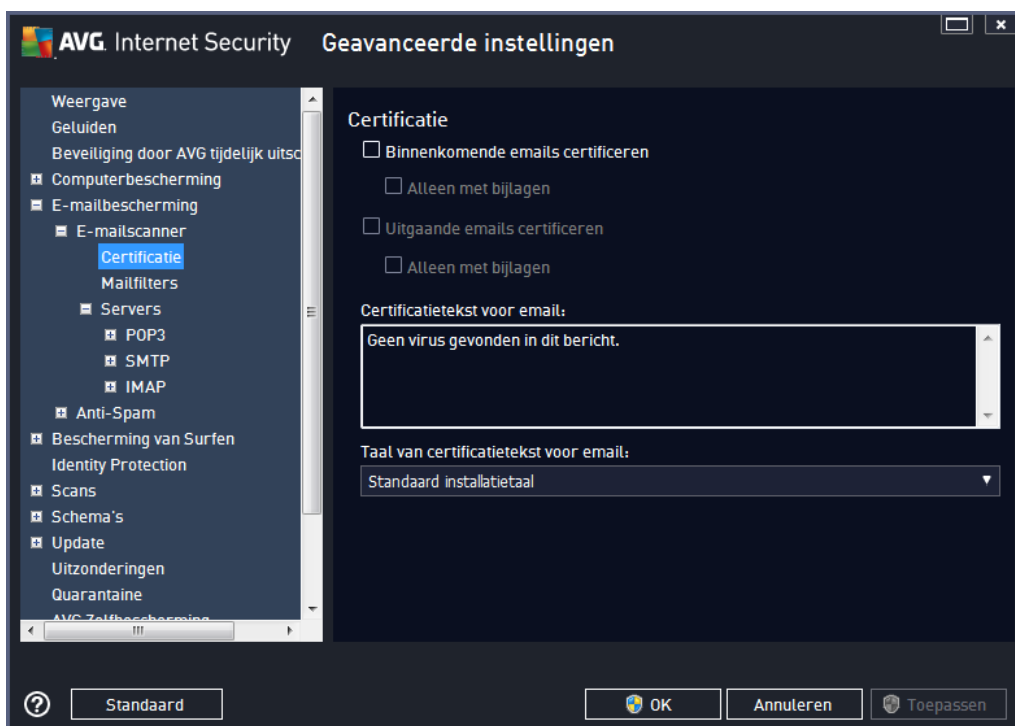 AVG. Internet Security Geavanceerde instellingen
Weergave
Geluiden
Beveiliging door AVG tijdelijk uitsc
Computerbescherming
E-mailbescherming
E-mailscanner
Certificatie
Mailfilters
Servers
POP3
SMTP
IMAP
Anti-Spam
Bescherming van Surfen
Identity Protection
Scans
Schema's
Update
Uitzonderingen
Quarantaine
AVG Zelfbescherming
Certificatie
Binnenkomende emails certificeren
Alleen met bijlagen
Uitgaande emails certificeren
Alleen met bijlagen
Certificatietekst voor email:
Geen virus gevonden in dit bericht.
Taal van certificatietekst voor email:
Standaard installatietaal
? Standaard OK Annuleren Toepassen